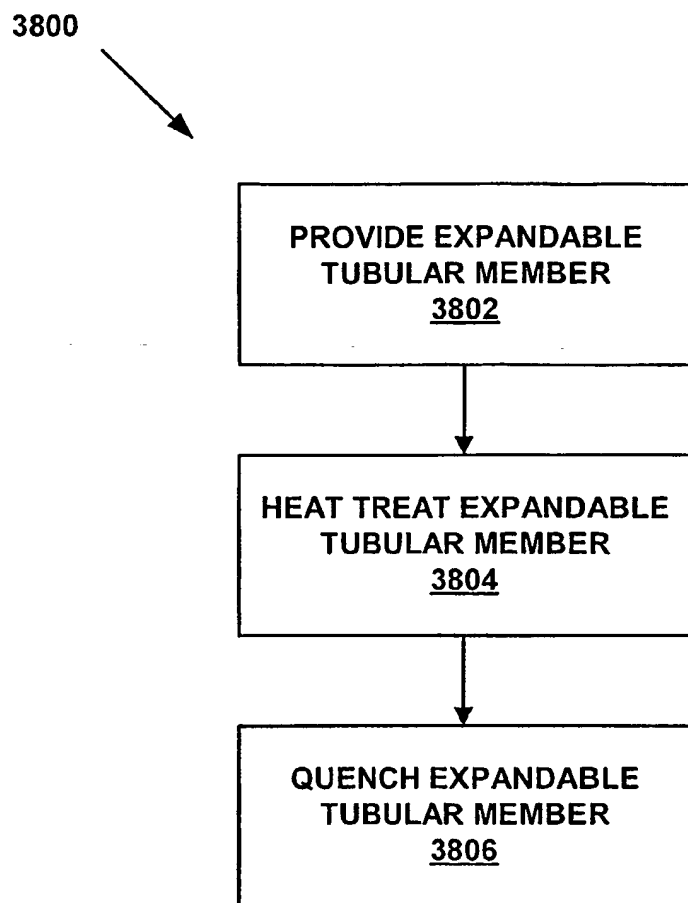 3800
PROVIDE EXPANDABLE
TUBULAR MEMBER
3802
HEAT TREAT EXPANDABLE
TUBULAR MEMBER
3804
QUENCH EXPANDABLE
TUBULAR MEMBER
3806